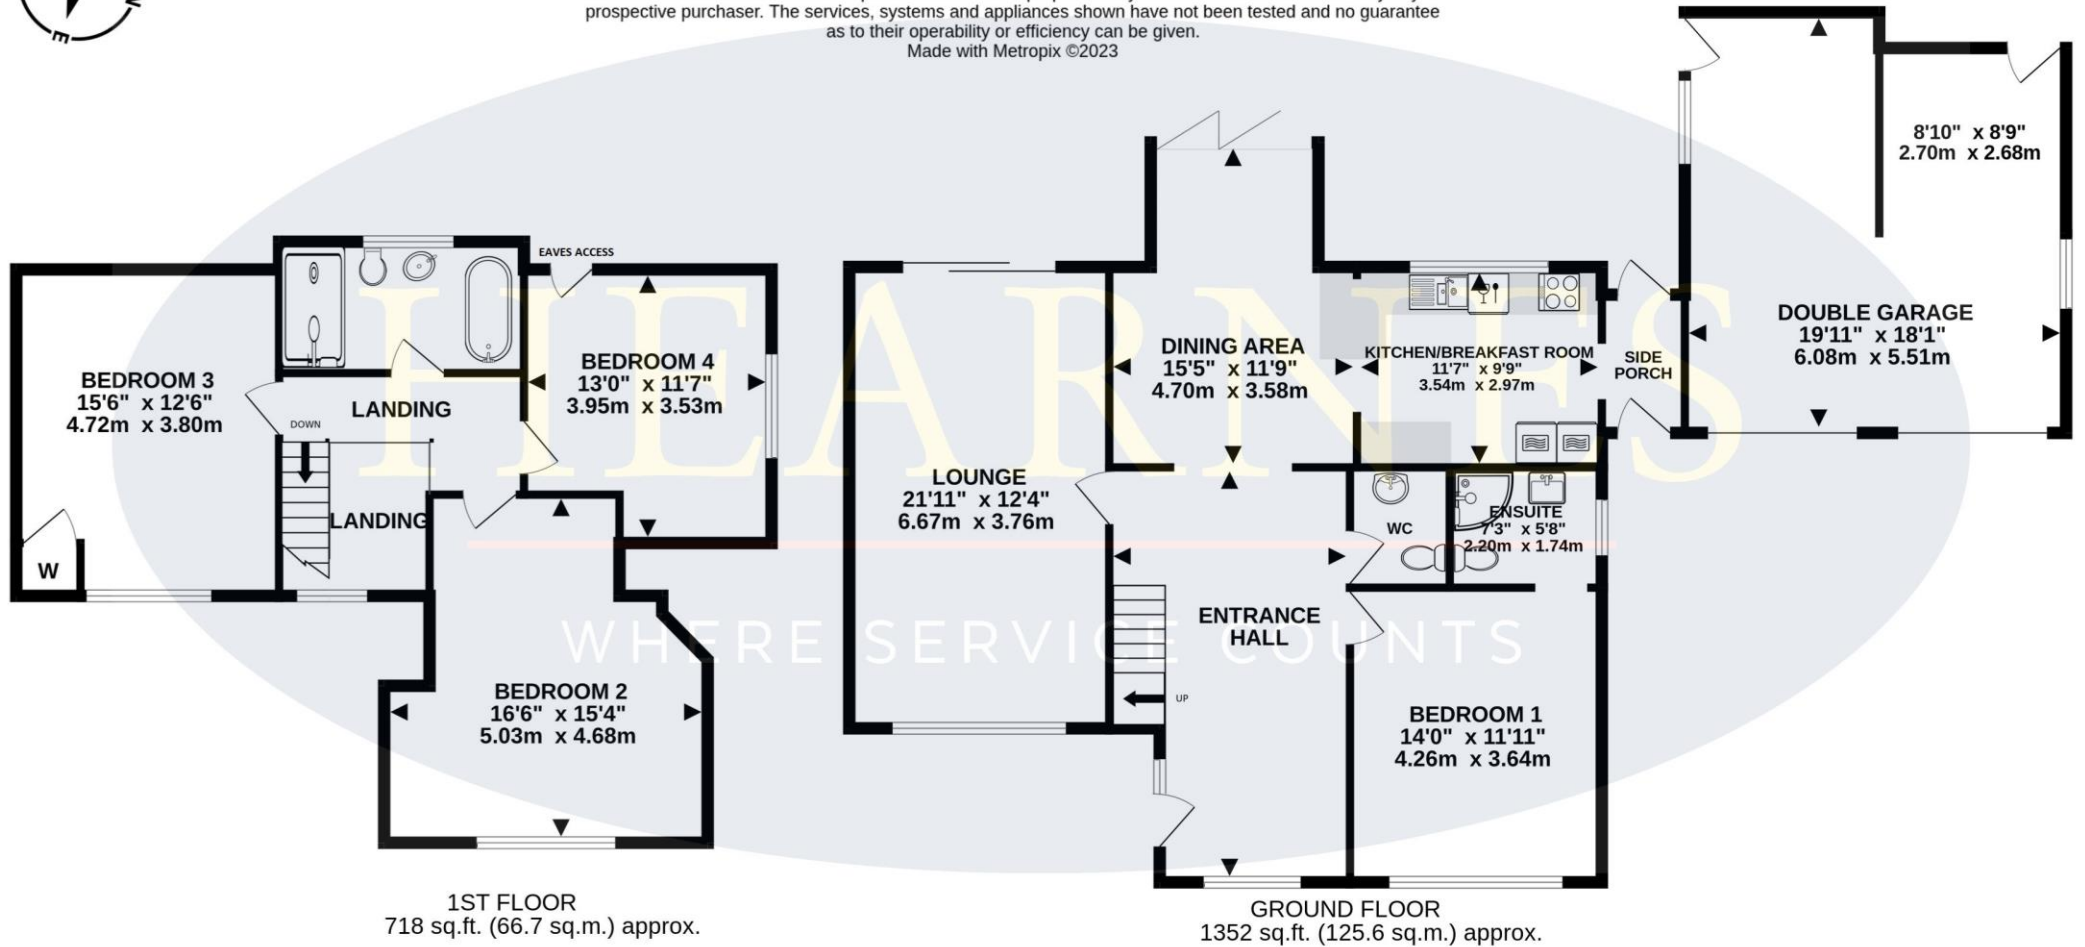 prospective purchaser. The services, systems and appliances shown have not been tested and no guarantee
as to their operability or efficiency can be given.
Made with Metropix ©2023
E
EAVES ACCESS
BEDROOM 3
15'6" x 12'6"
4.72m x 3.80m
W
LANDING
DOWN
LANDING
BEDROOM 4
13'0" x 11'7"
3.95m x 3.53m
BEDROOM 2
16'6" x 15'4"
5.03m x 4.68m
1ST FLOOR
718 sq.ft. (66.7 sq.m.) approx.
LOUNGE
21'11" x 12'4"
6.67m x 3.76m
DINING AREA
15'5" x 11'9"
4.70m x 3.58m
KITCHEN/BREAKFAST ROOM
11'7" x 9'9"
3.54m x 2.97m
SIDE
PORCH
8'10" x 8'9"
2.70m x 2.68m
DOUBLE GARAGE
19'11" x 18'1"
6.08m x 5.51m
WC
ENSUITE
7'3" x 5'8"
2.20m x 1.74m
ENTRANCE
HALL
UP
BEDROOM 1
14'0" x 11'11"
4.26m x 3.64m
GROUND FLOOR
1352 sq.ft. (125.6 sq.m.) approx.
HEARNES
WHERE SERVICE COUNTS